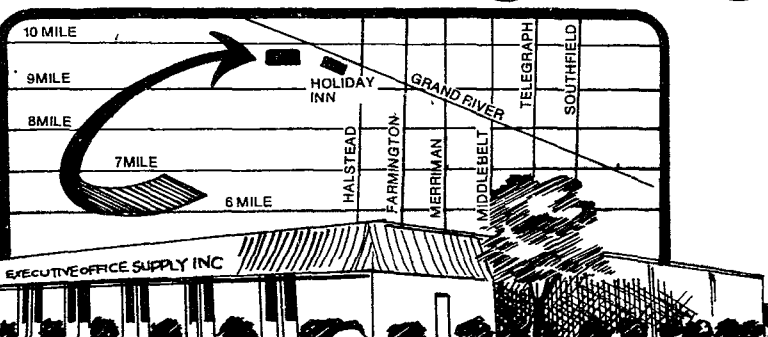 10 MILE
9MILE
HOLIDAY
INN
GRAND RIVER
TELEGRAPH
SOUTHFIELD
8MILE
7MILE
6 MILE
HALSTEAD
FARMINGTON
MERRIMAN
MIDDLEBELT
EXECUTIVE OFFICE SUPPLY INC